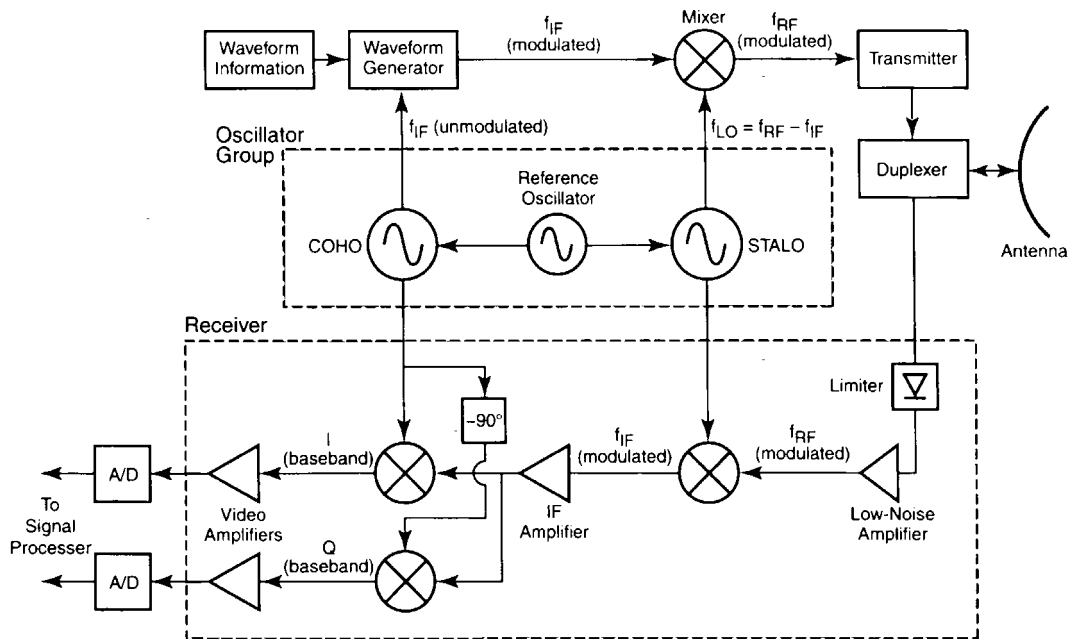 Waveform
Information
Waveform
Generator
fIF
(modulated)
Mixer
fRF
(modulated)
Transmitter
fIF (unmodulated)
fLO = fRF – fIF
Oscillator
Group
Duplexer
Reference
Oscillator
COHO
STALO
Antenna
Receiver
Limiter
–90°
I
(baseband)
fIF
(modulated)
fRF
(modulated)
A/D
To
Signal
Processer
Video
Amplifiers
IF
Amplifier
Low-Noise
Amplifier
Q
(baseband)
A/D